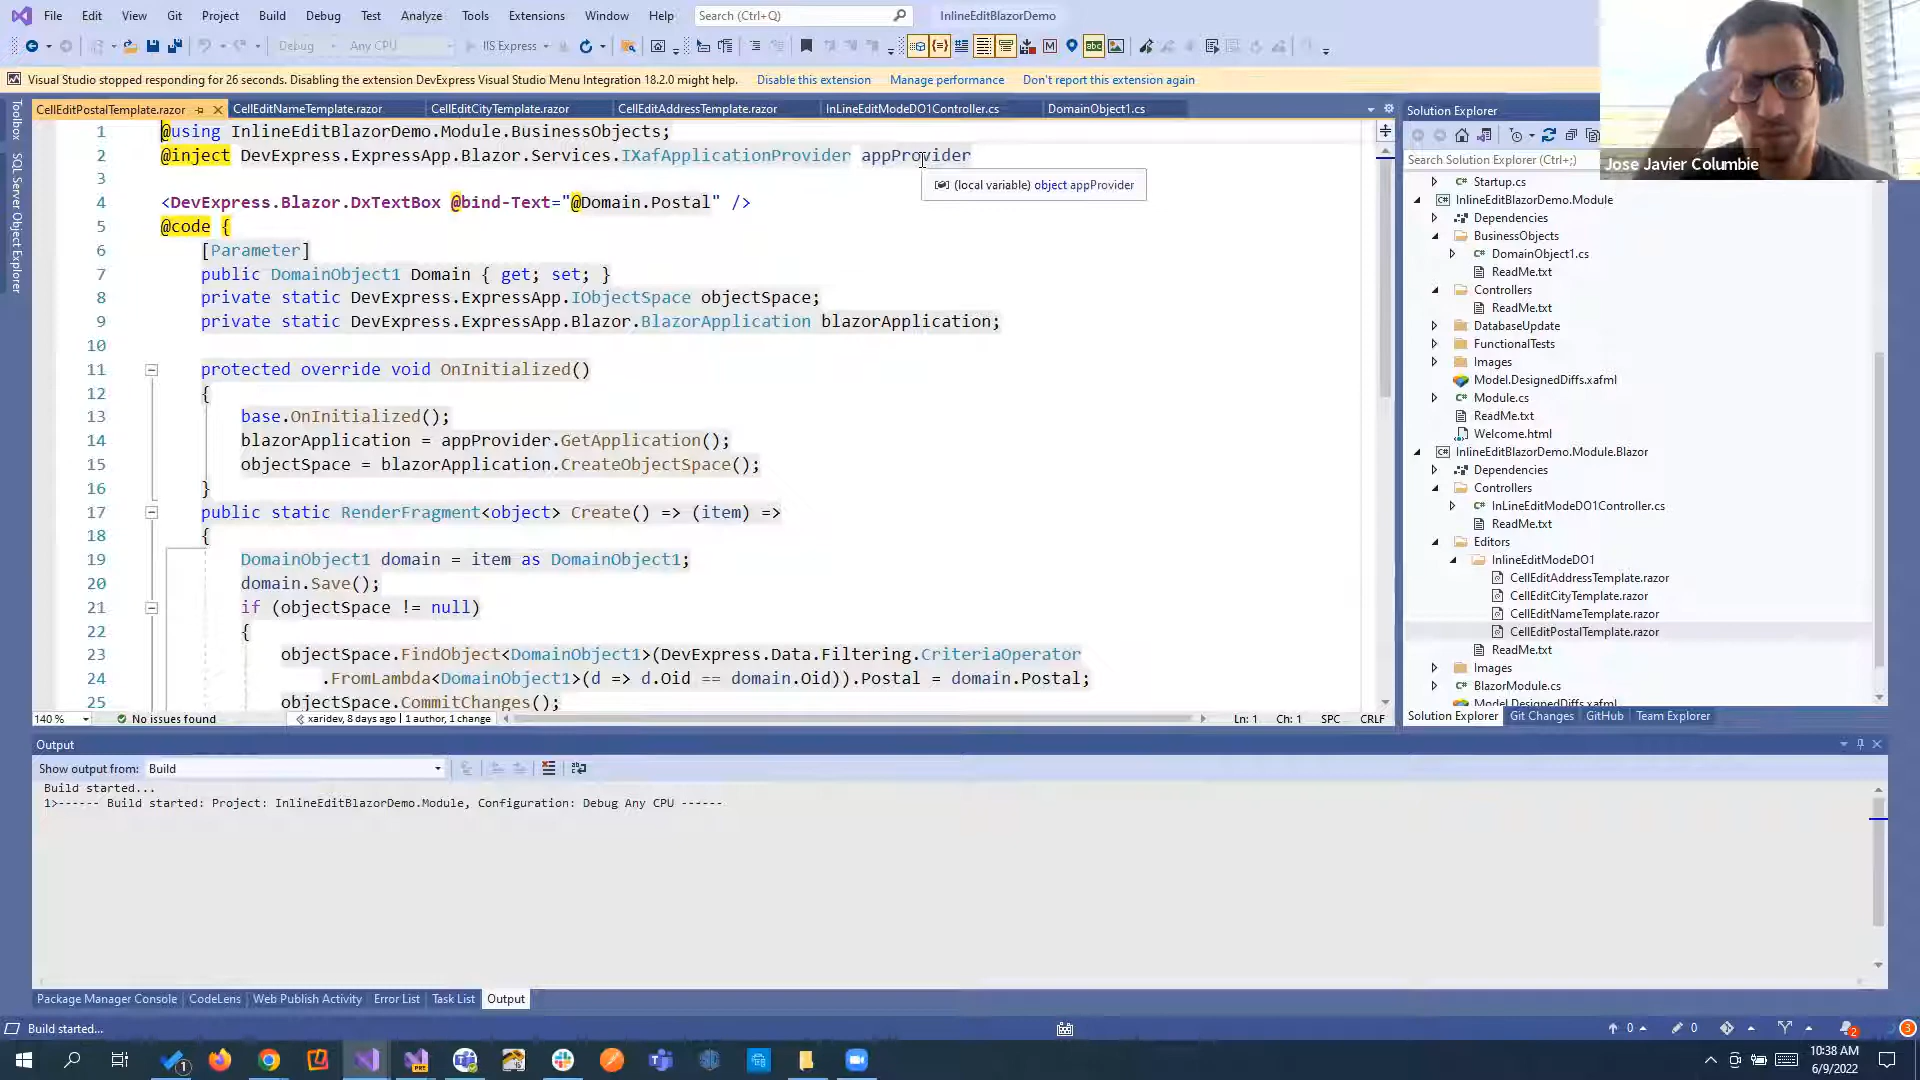 File Edit View Git Project Build Debug Test Analyze Tools Extensions Window Help Search (Ctrl+Q) InlineEditBlazorDemo
Debug Any CPU IIS Express
Visual Studio stopped responding for 26 seconds. Disabling the extension DevExpress Visual Studio Menu Integration 18.2.0 might help. Disable this extension Manage performance Don't report this extension again
Toolbox
SQL Server Object Explorer
CellEditPostalTemplate.razor CellEditNameTemplate.razor CellEditCityTemplate.razor CellEditAddressTemplate.razor InLineEditModeDO1Controller.cs DomainObject1.cs
1 @using InlineEditBlazorDemo.Module.BusinessObjects;
2 @inject DevExpress.ExpressApp.Blazor.Services.IXafApplicationProvider appProvider
3
(local variable) object appProvider
4 <DevExpress.Blazor.DxTextBox @bind-Text="@Domain.Postal" />
5 @code {
6 [Parameter]
7 public DomainObject1 Domain { get; set; }
8 private static DevExpress.ExpressApp.IObjectSpace objectSpace;
9 private static DevExpress.ExpressApp.Blazor.BlazorApplication blazorApplication;
10
11 protected override void OnInitialized()
12 {
13 base.OnInitialized();
14 blazorApplication = appProvider.GetApplication();
15 objectSpace = blazorApplication.CreateObjectSpace();
16 }
17 public static RenderFragment<object> Create() => (item) =>
18 {
19 DomainObject1 domain = item as DomainObject1;
20 domain.Save();
21 if (objectSpace != null)
22 {
23 objectSpace.FindObject<DomainObject1>(DevExpress.Data.Filtering.CriteriaOperator
24 .FromLambda<DomainObject1>(d => d.Oid == domain.Oid)).Postal = domain.Postal;
25 objectSpace.CommitChanges();
140 % No issues found xaridev, 8 days ago | 1 author, 1 change Ln: 1 Ch: 1 SPC CRLF
Solution Explorer
Search Solution Explorer (Ctrl+;)
Jose Javier Columbie
Startup.cs
InlineEditBlazorDemo.Module
Dependencies
BusinessObjects
DomainObject1.cs
ReadMe.txt
Controllers
ReadMe.txt
DatabaseUpdate
FunctionalTests
Images
Model.DesignedDiffs.xafml
Module.cs
ReadMe.txt
Welcome.html
InlineEditBlazorDemo.Module.Blazor
Dependencies
Controllers
InLineEditModeDO1Controller.cs
ReadMe.txt
Editors
InlineEditModeDO1
CellEditAddressTemplate.razor
CellEditCityTemplate.razor
CellEditNameTemplate.razor
CellEditPostalTemplate.razor
ReadMe.txt
Images
BlazorModule.cs
Model.DesignedDiffs.xafml
Solution Explorer Git Changes GitHub Team Explorer
Output
Show output from: Build
Build started...
1>------ Build started: Project: InlineEditBlazorDemo.Module, Configuration: Debug Any CPU ------
Package Manager Console CodeLens Web Publish Activity Error List Task List Output
Build started... 0 0 2 3
1 PRT 10:38 AM
6/9/2022